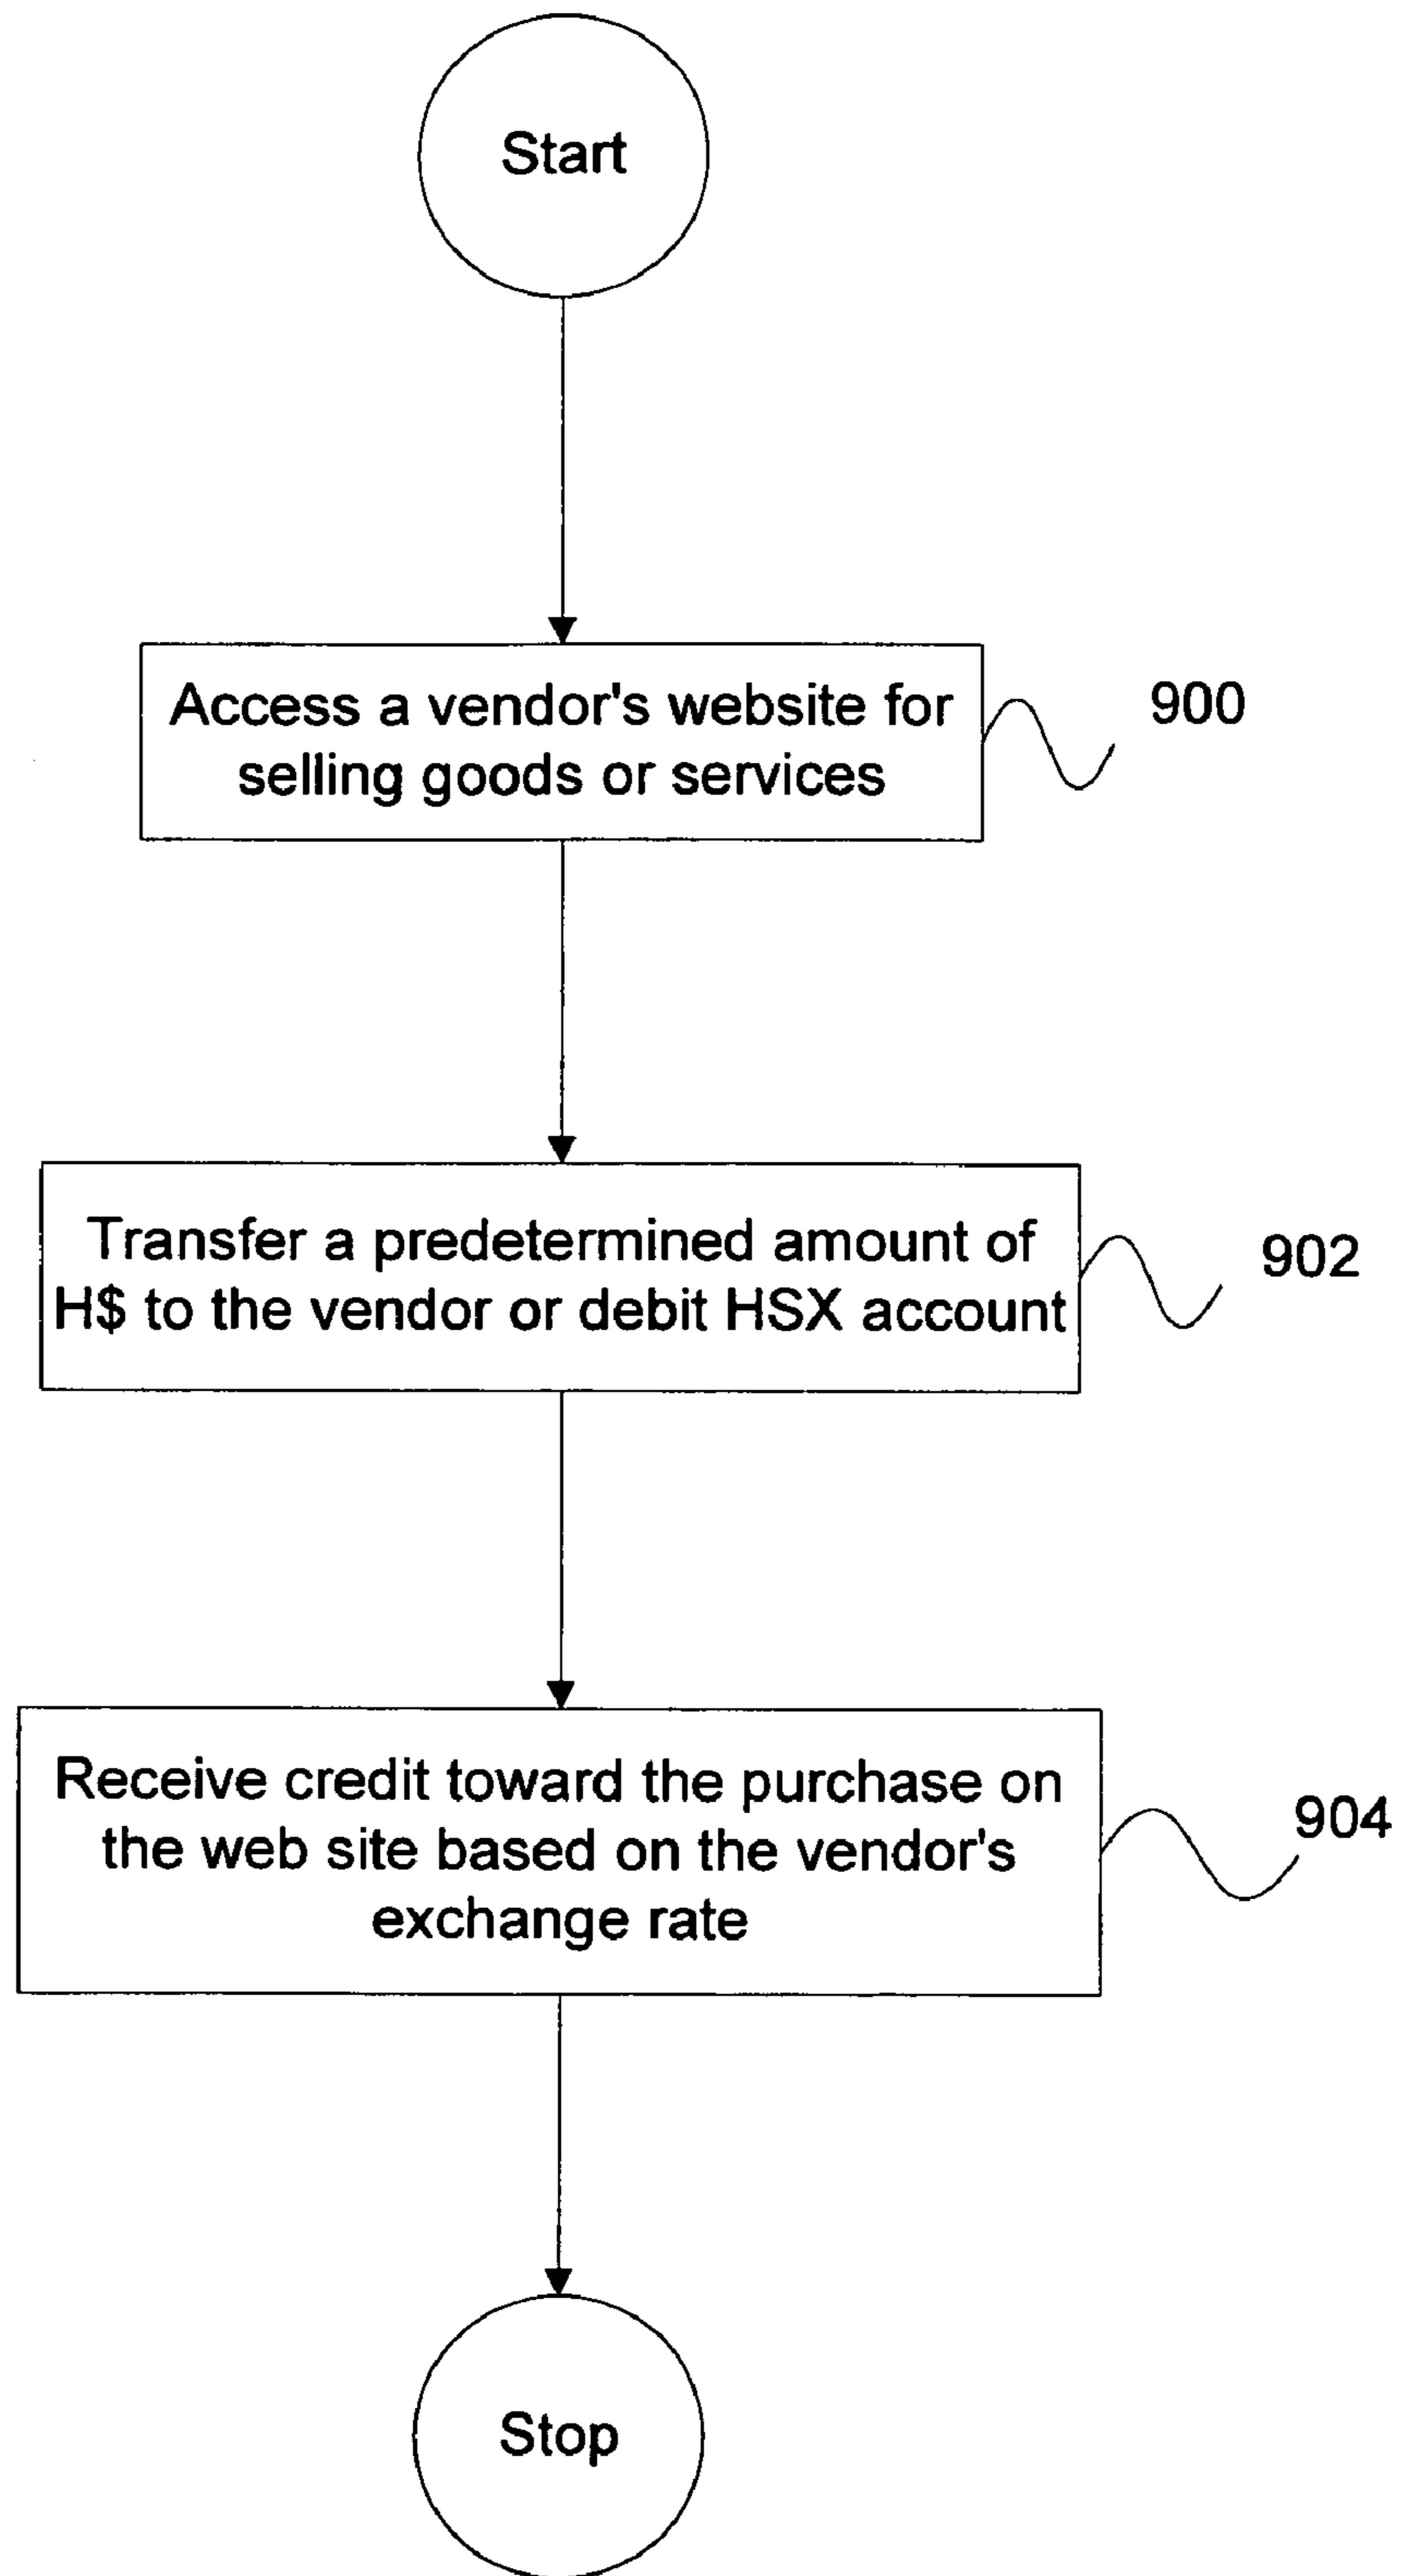 Start
Access a vendor's website for
selling goods or services
900
Transfer a predetermined amount of
H$ to the vendor or debit HSX account
902
Receive credit toward the purchase on
the web site based on the vendor's
exchange rate
904
Stop